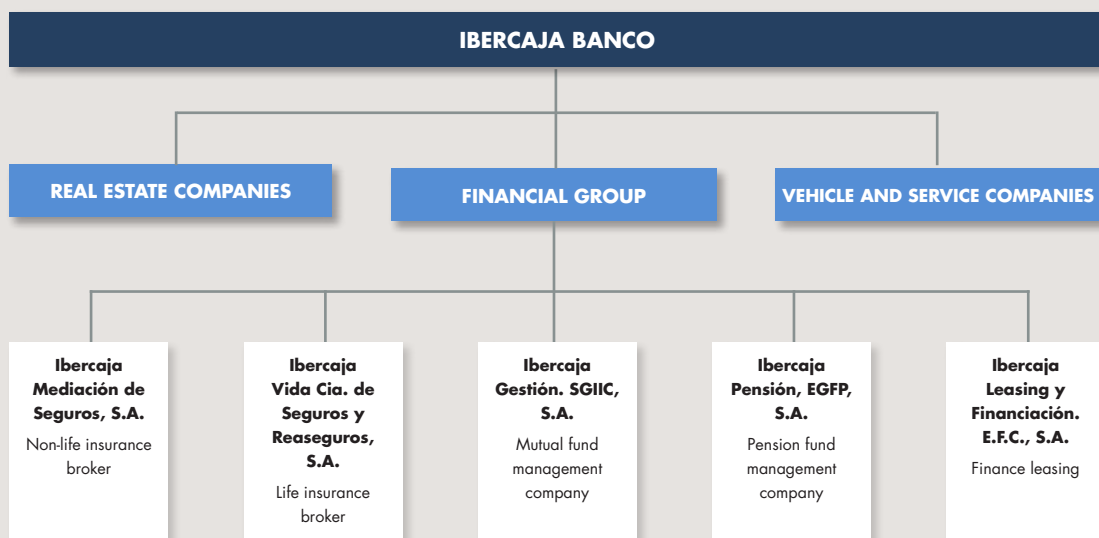 IBERCAJA BANCO
REAL ESTATE COMPANIES
FINANCIAL GROUP
VEHICLE AND SERVICE COMPANIES
Ibercaja
Mediación de
Seguros, S.A.
Non-life insurance
broker
Ibercaja
Vida Cia. de
Seguros y
Reaseguros,
S.A.
Life insurance
broker
Ibercaja
Gestión. SGIIC,
S.A.
Mutual fund
management
company
Ibercaja
Pensión, EGFP,
S.A.
Pension fund
management
company
Ibercaja
Leasing y
Financiación.
E.F.C., S.A.
Finance leasing